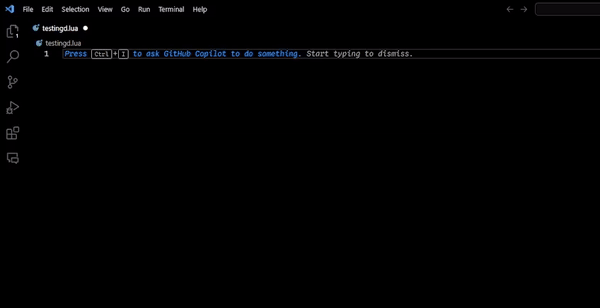 File Edit Selection View Go Run Terminal Help
testingd.lua
testingd.lua
1 Press Ctrl+I to ask GitHub Copilot to do something. Start typing to dismiss.
1